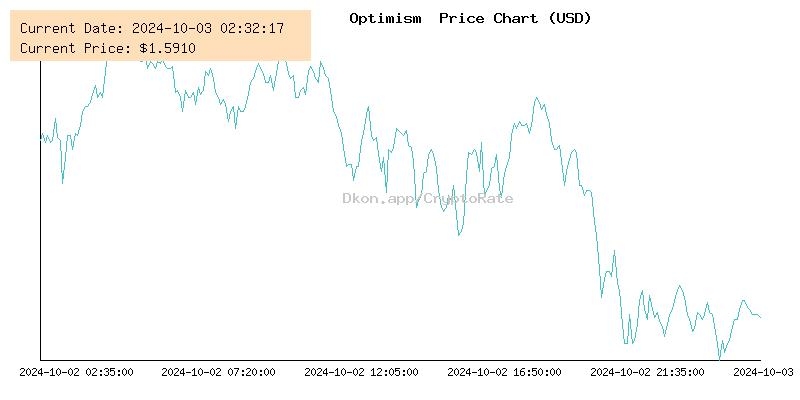 Optimism Price Chart (USD)
Current Date: 2024-10-03 02:32:17
Current Price: $1.5910
Dkon.app/CryptoRate
2024-10-02 02:35:00 2024-10-02 07:20:00 2024-10-02 12:05:00 2024-10-02 16:50:00 2024-10-02 21:35:00 2024-10-03